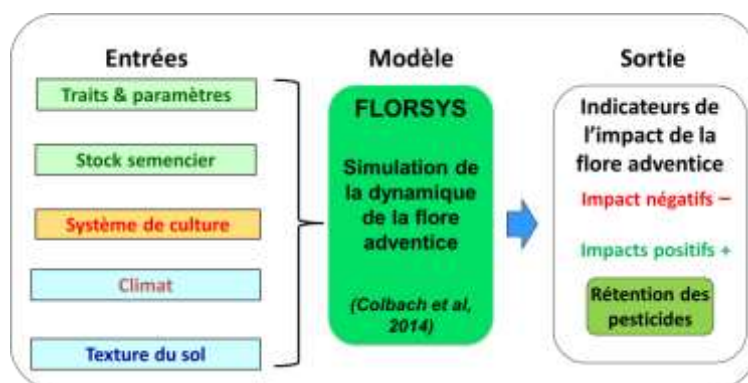 Entrées
Traits & paramètres
Stock semencier
Système de culture
Climat
Texture du sol
Modèle
FLORSYS
Simulation de
la dynamique
de la flore
adventice
(Colbach et al,
2014)
Sortie
Indicateurs de
l'impact de la
flore adventice
Impact négatifs –
Impacts positifs +
Rétention des
pesticides